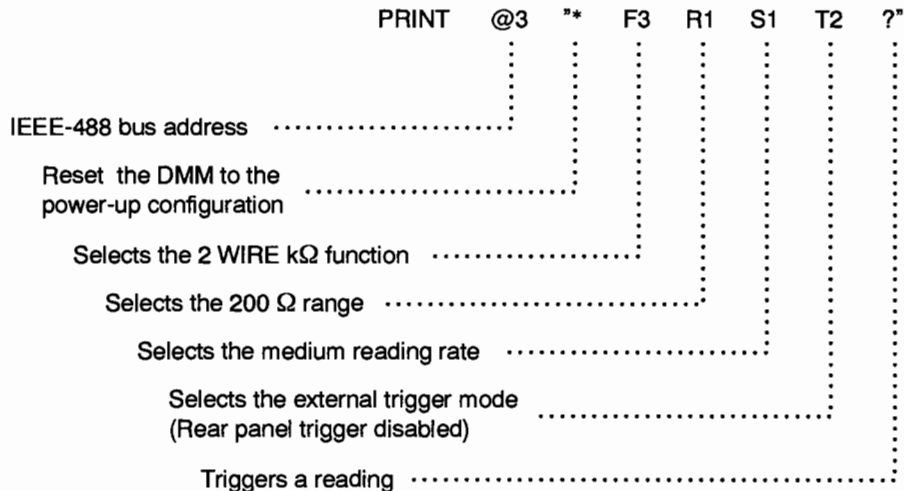 PRINT @3 "* F3 R1 S1 T2 ?"
IEEE-488 bus address
Reset the DMM to the
power-up configuration
Selects the 2 WIRE kΩ function
Selects the 200 Ω range
Selects the medium reading rate
Selects the external trigger mode
(Rear panel trigger disabled)
Triggers a reading